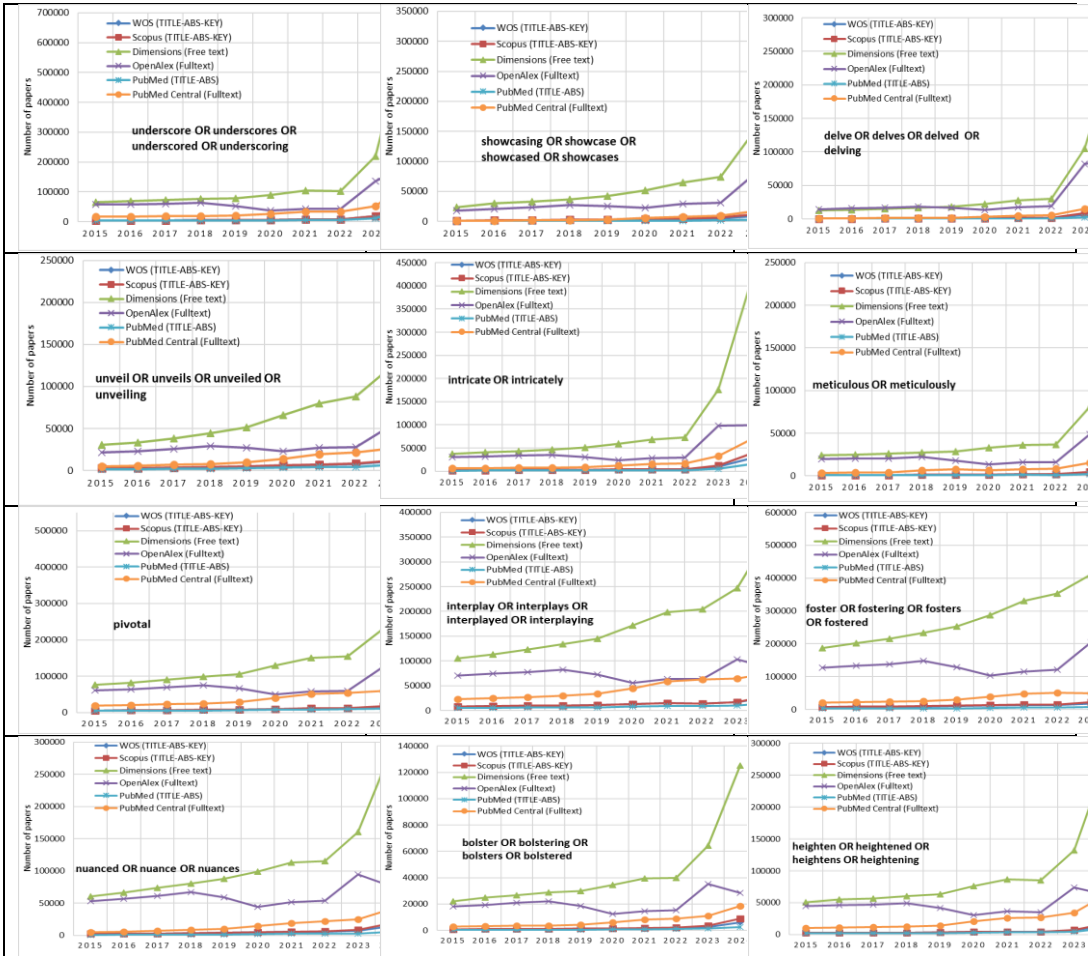 Number of papers
700000
600000
500000
400000
300000
200000
100000
0
WOS (TITLE-ABS-KEY)
Scopus (TITLE-ABS-KEY)
Dimensions (Free text)
OpenAlex (Fulltext)
PubMed (TITLE-ABS)
PubMed Central (Fulltext)
underscore OR underscores OR
underscored OR underscoring
2015 2016 2017 2018 2019 2020 2021 2022
Number of papers
350000
300000
250000
200000
150000
100000
50000
0
WOS (TITLE-ABS-KEY)
Scopus (TITLE-ABS-KEY)
Dimensions (Free text)
OpenAlex (Fulltext)
PubMed (TITLE-ABS)
PubMed Central (Fulltext)
showcasing OR showcase OR
showcased OR showcases
2015 2016 2017 2018 2019 2020 2021 2022
Number of papers
300000
250000
200000
150000
100000
50000
0
WOS (TITLE-ABS-KEY)
Scopus (TITLE-ABS-KEY)
Dimensions (Free text)
OpenAlex (Fulltext)
PubMed (TITLE-ABS)
PubMed Central (Fulltext)
delve OR delves OR delved OR
delving
2015 2016 2017 2018 2019 2020 2021 2022
Number of papers
250000
200000
150000
100000
50000
0
WOS (TITLE-ABS-KEY)
Scopus (TITLE-ABS-KEY)
Dimensions (Free text)
OpenAlex (Fulltext)
PubMed (TITLE-ABS)
PubMed Central (Fulltext)
unveil OR unveils OR unveiled OR
unveiling
2015 2016 2017 2018 2019 2020 2021 2022
Number of papers
450000
400000
350000
300000
250000
200000
150000
100000
50000
0
WOS (TITLE-ABS-KEY)
Scopus (TITLE-ABS-KEY)
Dimensions (Free text)
OpenAlex (Fulltext)
PubMed (TITLE-ABS)
PubMed Central (Fulltext)
intricate OR intricately
2015 2016 2017 2018 2019 2020 2021 2022 2023
Number of papers
250000
200000
150000
100000
50000
0
WOS (TITLE-ABS-KEY)
Scopus (TITLE-ABS-KEY)
Dimensions (Free text)
OpenAlex (Fulltext)
PubMed (TITLE-ABS)
PubMed Central (Fulltext)
meticulous OR meticulously
2015 2016 2017 2018 2019 2020 2021 2022
Number of papers
500000
400000
300000
200000
100000
0
WOS (TITLE-ABS-KEY)
Scopus (TITLE-ABS-KEY)
Dimensions (Free text)
OpenAlex (Fulltext)
PubMed (TITLE-ABS)
PubMed Central (Fulltext)
pivotal
2015 2016 2017 2018 2019 2020 2021 2022
Number of papers
400000
350000
300000
250000
200000
150000
100000
50000
0
WOS (TITLE-ABS-KEY)
Scopus (TITLE-ABS-KEY)
Dimensions (Free text)
OpenAlex (Fulltext)
PubMed (TITLE-ABS)
PubMed Central (Fulltext)
interplay OR interplays OR
interplayed OR interplaying
2015 2016 2017 2018 2019 2020 2021 2022 2023
Number of papers
600000
500000
400000
300000
200000
100000
0
WOS (TITLE-ABS-KEY)
Scopus (TITLE-ABS-KEY)
Dimensions (Free text)
OpenAlex (Fulltext)
PubMed (TITLE-ABS)
PubMed Central (Fulltext)
foster OR fostering OR fosters
OR fostered
2015 2016 2017 2018 2019 2020 2021 2022
Number of papers
300000
250000
200000
150000
100000
50000
0
WOS (TITLE-ABS-KEY)
Scopus (TITLE-ABS-KEY)
Dimensions (Free text)
OpenAlex (Fulltext)
PubMed (TITLE-ABS)
PubMed Central (Fulltext)
nuanced OR nuance OR nuances
2015 2016 2017 2018 2019 2020 2021 2022 2023
Number of papers
140000
120000
100000
80000
60000
40000
20000
0
WOS (TITLE-ABS-KEY)
Scopus (TITLE-ABS-KEY)
Dimensions (Free text)
OpenAlex (Fulltext)
PubMed (TITLE-ABS)
PubMed Central (Fulltext)
bolster OR bolstering OR
bolsters OR bolstered
2015 2016 2017 2018 2019 2020 2021 2022 2023
Number of papers
300000
250000
200000
150000
100000
50000
0
WOS (TITLE-ABS-KEY)
Scopus (TITLE-ABS-KEY)
Dimensions (Free text)
OpenAlex (Fulltext)
PubMed (TITLE-ABS)
PubMed Central (Fulltext)
heighten OR heightened OR
heightens OR heightening
2015 2016 2017 2018 2019 2020 2021 2022 2023